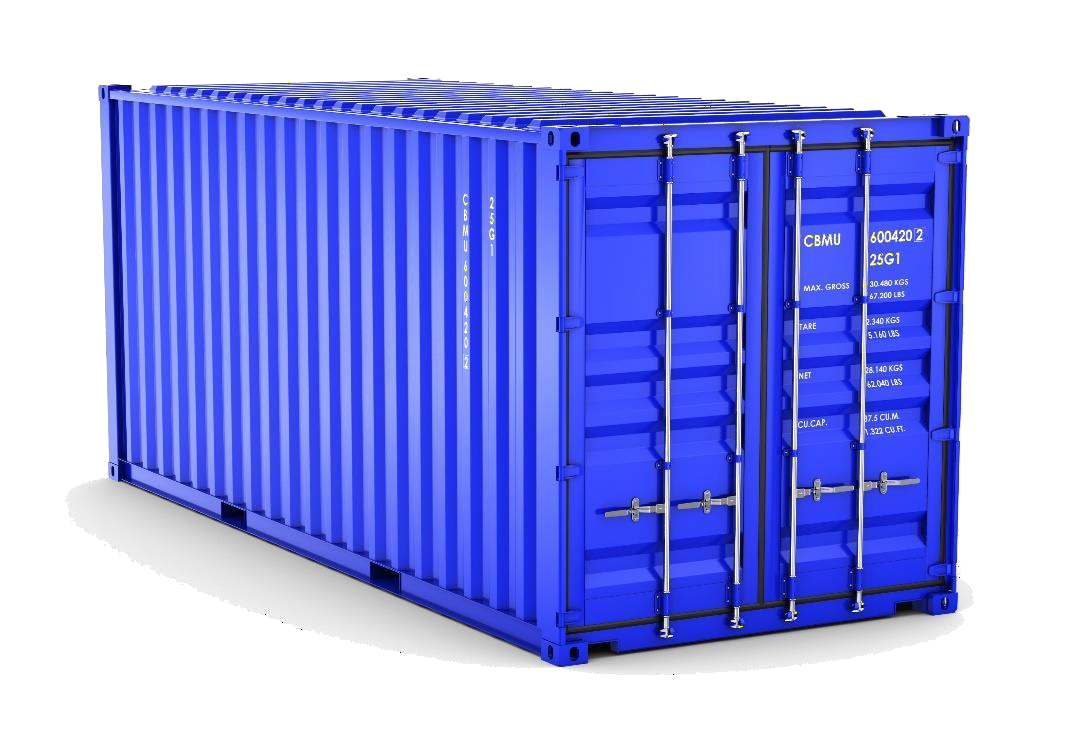 25G1
CBMU 600420 2
CBMU 600420 2
25G1
MAX. GROSS 30.480 KGS
67.200 LBS
TARE 2.340 KGS
5.160 LBS
NET 28.140 KGS
62.040 LBS
CU.CAP. 37.5 CU.M.
1.322 CU.FT.